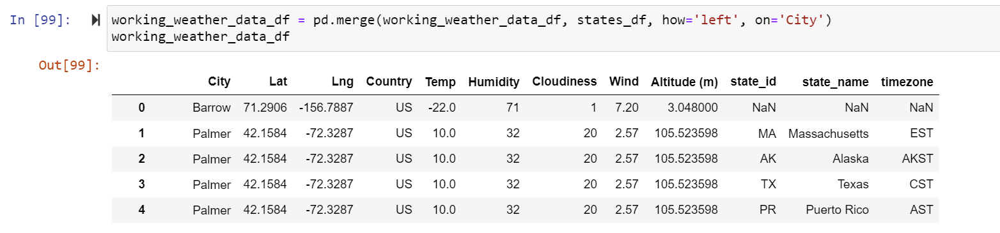 In [99]: working_weather_data_df = pd.merge(working_weather_data_df, states_df, how='left', on='City')
working_weather_data_df
Out[99]:
City Lat Lng Country Temp Humidity Cloudiness Wind Altitude (m) state_id state_name timezone
0 Barrow 71.2906 -156.7887 US -22.0 71 1 7.20 3.048000 NaN NaN NaN
1 Palmer 42.1584 -72.3287 US 10.0 32 20 2.57 105.523598 MA Massachusetts EST
2 Palmer 42.1584 -72.3287 US 10.0 32 20 2.57 105.523598 AK Alaska AKST
3 Palmer 42.1584 -72.3287 US 10.0 32 20 2.57 105.523598 TX Texas CST
4 Palmer 42.1584 -72.3287 US 10.0 32 20 2.57 105.523598 PR Puerto Rico AST